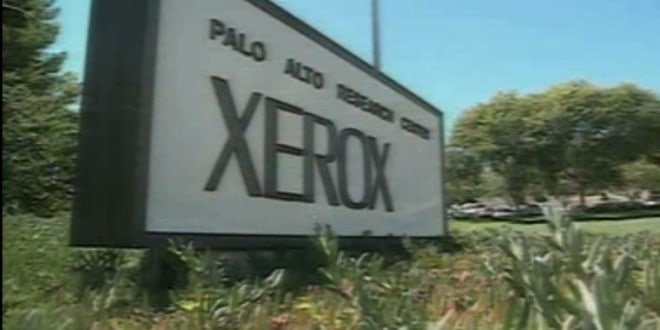 PALO ALTO RESEARCH CENTER
XEROX